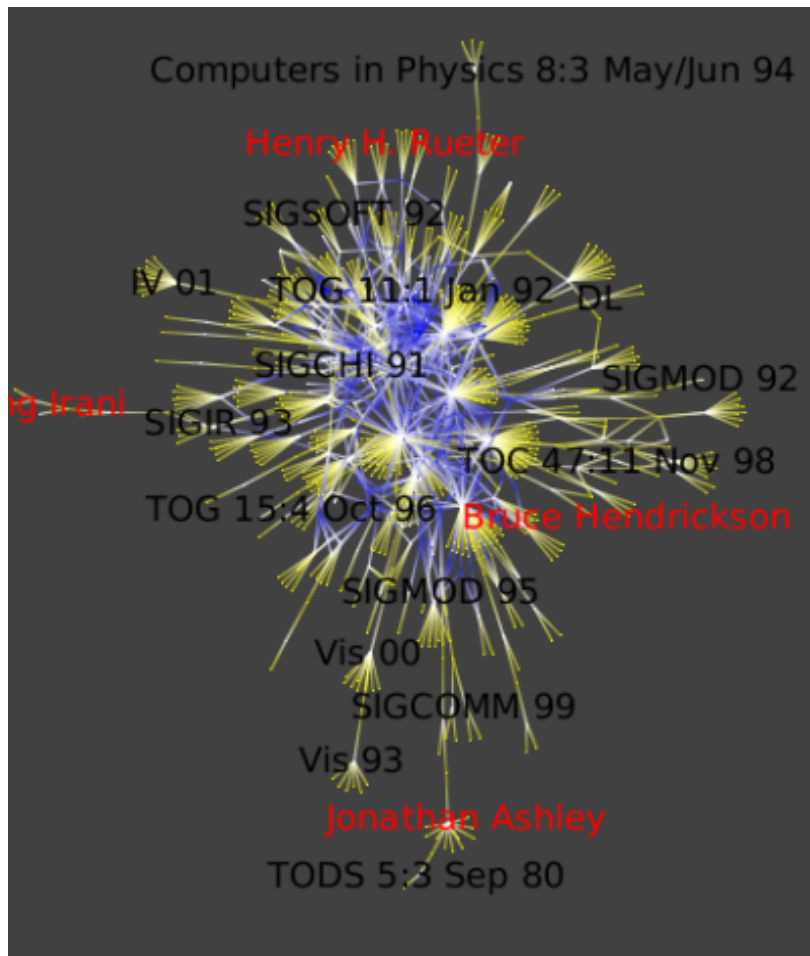 Computers in Physics 8:3 May/Jun 94
Henry H. Rueter
SIGSOFT 92
IV 01
TOG 11:1 Jan 92
DL
SIGCHI 91
SIGMOD 92
ng Irani
SIGIR 93
TOC 47:11 Nov 98
TOG 15:4 Oct 96
Bruce Hendrickson
SIGMOD 95
Vis 00
SIGCOMM 99
Vis 93
Jonathan Ashley
TODS 5:3 Sep 80